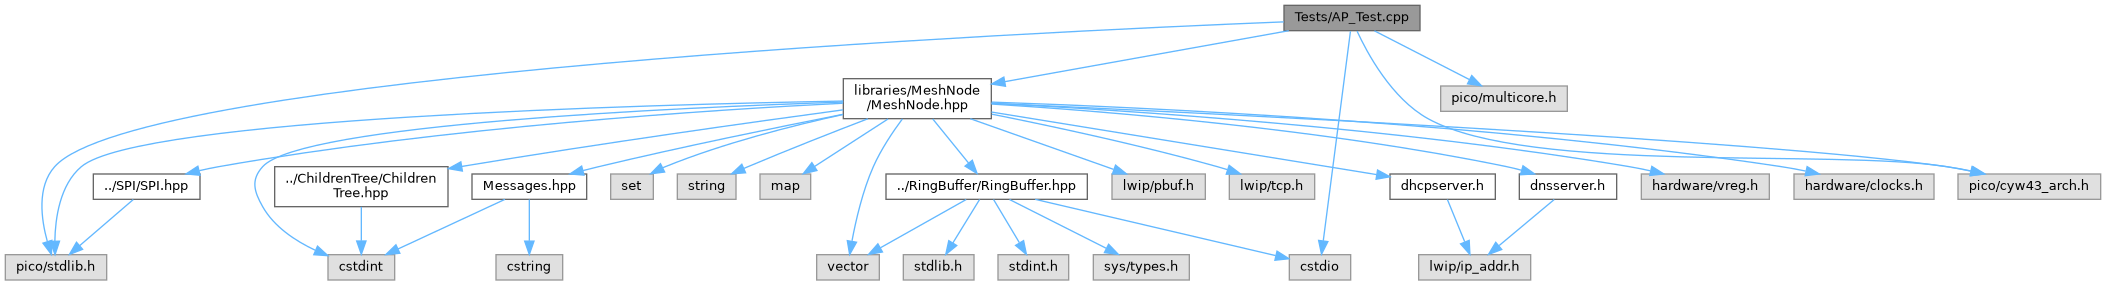 Tests/AP_Test.cpp
libraries/MeshNode
/MeshNode.hpp
pico/multicore.h
../SPI/SPI.hpp
../ChildrenTree/Children
Tree.hpp
Messages.hpp
set
string
map
../RingBuffer/RingBuffer.hpp
lwip/pbuf.h
lwip/tcp.h
dhcpserver.h
dnsserver.h
hardware/vreg.h
hardware/clocks.h
pico/cyw43_arch.h
pico/stdlib.h
cstdint
cstring
vector
stdlib.h
stdint.h
sys/types.h
cstdio
lwip/ip_addr.h